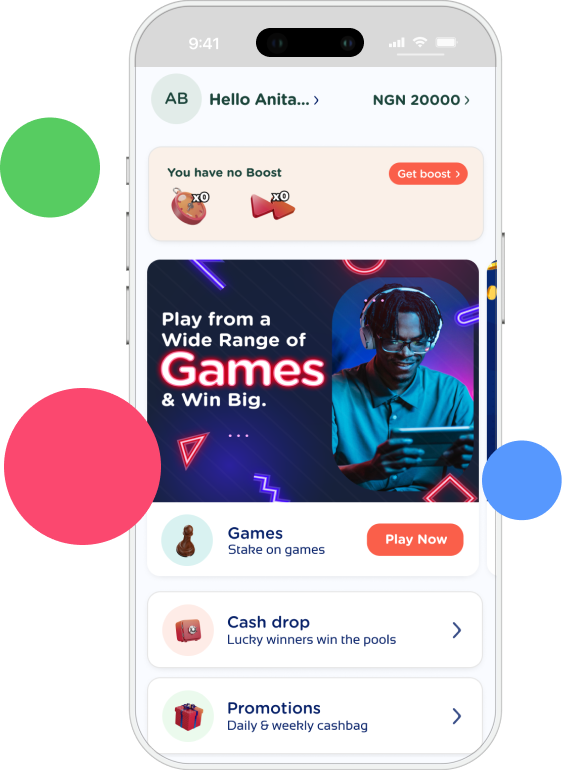 9:41
AB
Hello Anita... ›
NGN 20000 ›
You have no Boost
Get boost ›
x0
x0
Play from a
Wide Range of
Games
& Win Big.
Games
Stake on games
Play Now
Cash drop
Lucky winners win the pools
Promotions
Daily & weekly cashbag